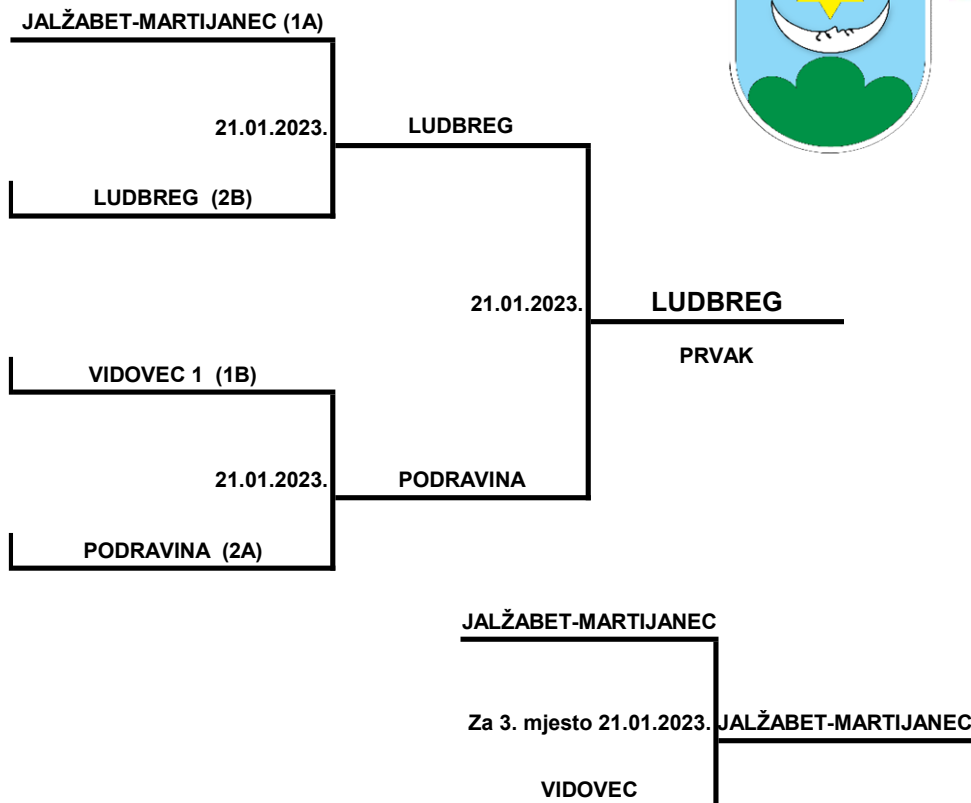 JALŽABET-MARTIJANEC (1A)
21.01.2023.
LUDBREG
LUDBREG (2B)
21.01.2023.
LUDBREG
PRVAK
VIDOVEC 1 (1B)
21.01.2023.
PODRAVINA
PODRAVINA (2A)
JALŽABET-MARTIJANEC
Za 3. mjesto 21.01.2023. JALŽABET-MARTIJANEC
VIDOVEC